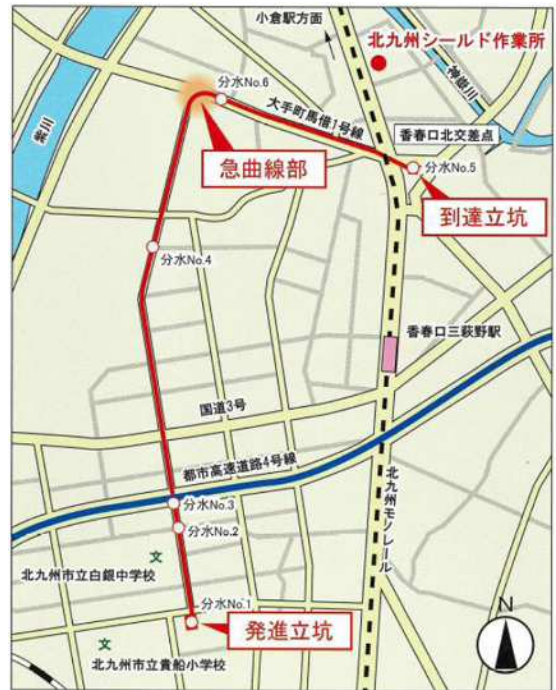 小倉駅方面
北九州シールド作業所
神嶽川
紫川
分水No.6
大手町馬借1号線
香春口北交差点
急曲線部
分水No.5
到達立坑
分水No.4
香春口三萩野駅
国道3号
都市高速道路4号線
北九州モノレール
分水No.3
分水No.2
文
北九州市立白銀中学校
分水No.1
発進立坑
文
北九州市立貴船小学校
N